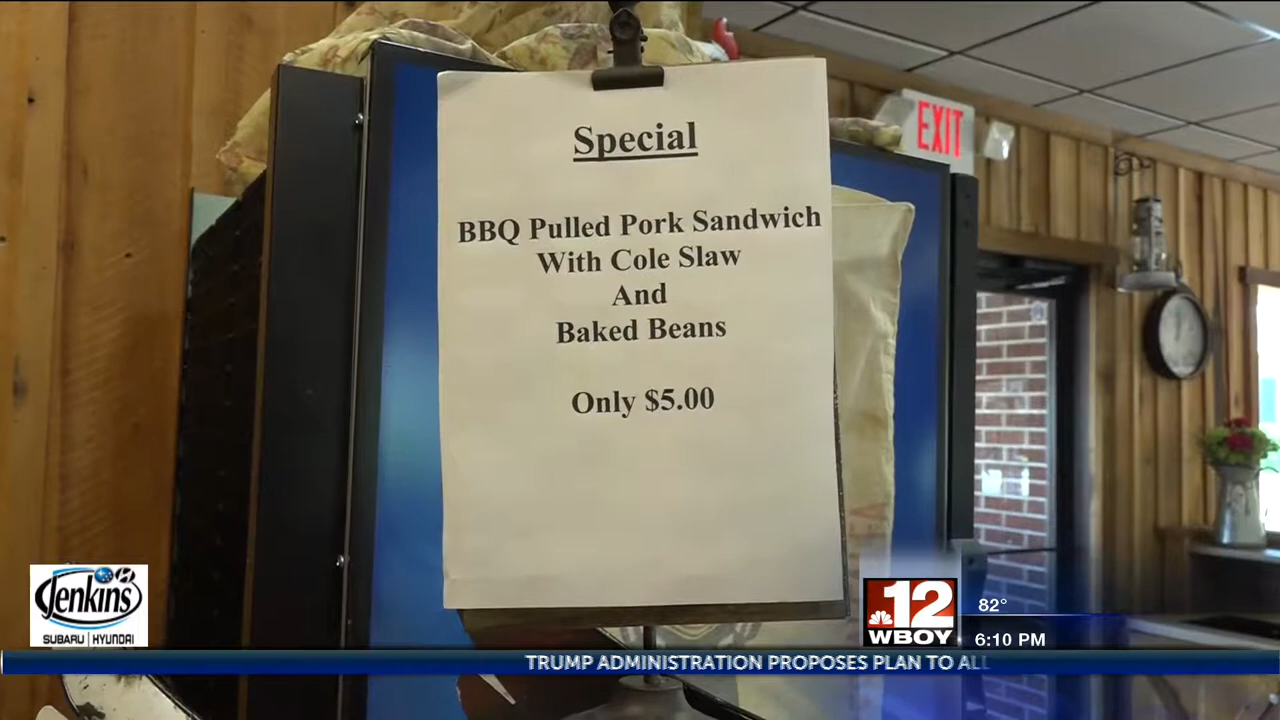 Special
BBQ Pulled Pork Sandwich
With Cole Slaw
And
Baked Beans
Only $5.00
EXIT
Jenkins
SUBARU | HYUNDAI
12
WBOY
82°
6:10 PM
TRUMP ADMINISTRATION PROPOSES PLAN TO AL